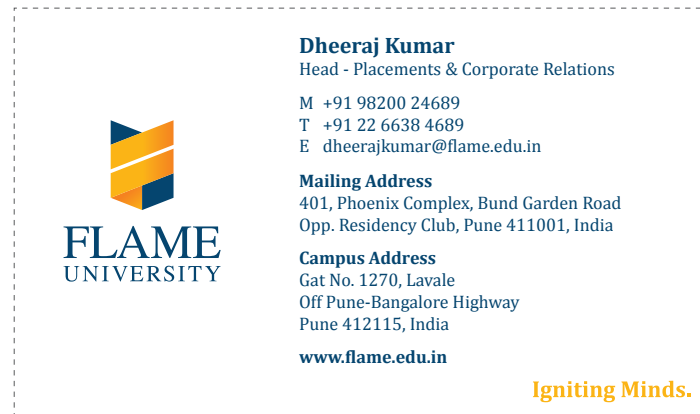 FLAME
UNIVERSITY
Dheeraj Kumar
Head - Placements & Corporate Relations
M +91 98200 24689
T +91 22 6638 4689
E dheerajkumar@flame.edu.in
Mailing Address
401, Phoenix Complex, Bund Garden Road
Opp. Residency Club, Pune 411001, India
Campus Address
Gat No. 1270, Lavale
Off Pune-Bangalore Highway
Pune 412115, India
www.flame.edu.in
Igniting Minds.